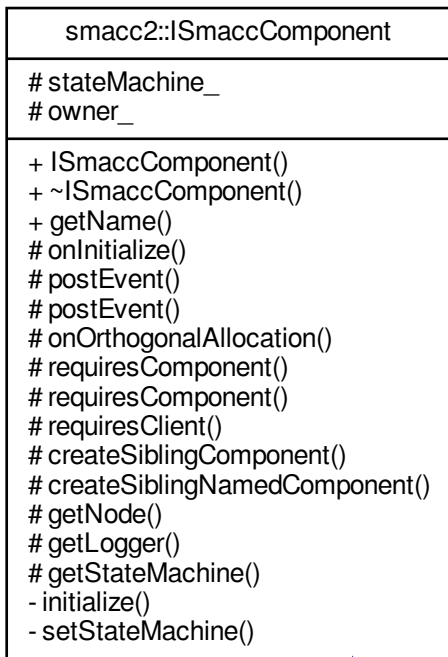 smacc2::ISmaccComponent
# stateMachine_
# owner_
+ ISmaccComponent()
+ ~ISmaccComponent()
+ getName()
# onInitialize()
# postEvent()
# postEvent()
# onOrthogonalAllocation()
# requiresComponent()
# requiresComponent()
# requiresClient()
# createSiblingComponent()
# createSiblingNamedComponent()
# getNode()
# getLogger()
# getStateMachine()
- initialize()
- setStateMachine()